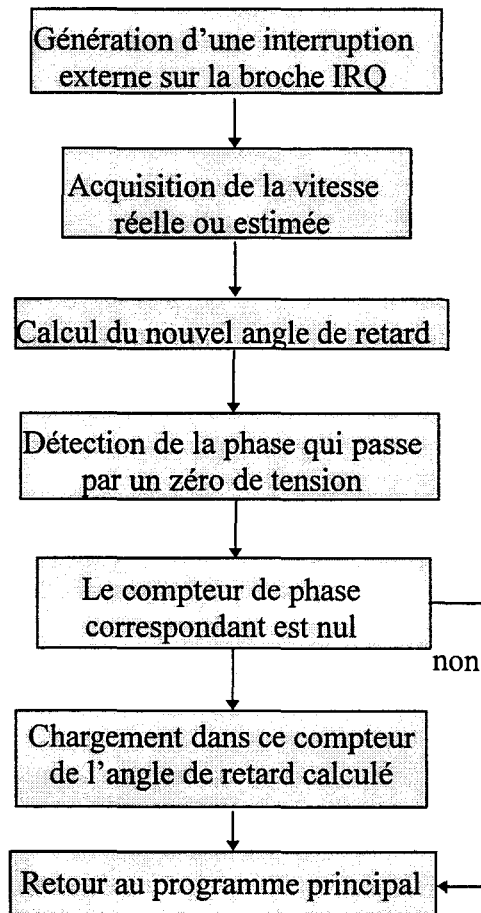 Génération d'une interruption
externe sur la broche IRQ
Acquisition de la vitesse
réelle ou estimée
Calcul du nouvel angle de retard
Détection de la phase qui passe
par un zéro de tension
Le compteur de phase
correspondant est nul
non
Chargement dans ce compteur
de l'angle de retard calculé
Retour au programme principal